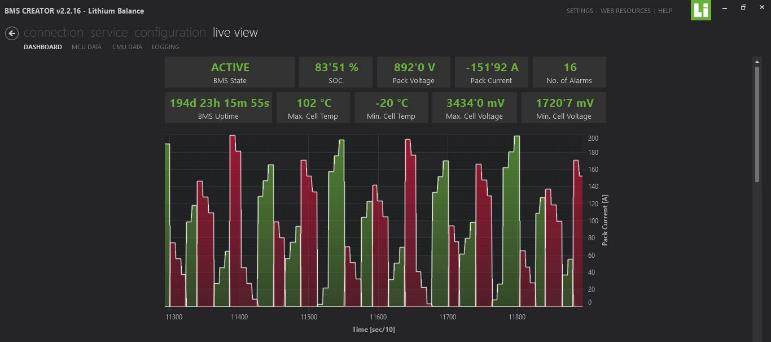 BMS CREATOR v2.2.16 - Lithium Balance
SETTINGS | WEB RESOURCES | HELP
Li
connection service configuration live view
DASHBOARD MCU DATA CMU DATA LOGGING
ACTIVE
BMS State
83'51 %
SOC
892'0 V
Pack Voltage
-151'92 A
Pack Current
16
No. of Alarms
194d 23h 15m 55s
BMS Uptime
102 °C
Max. Cell Temp
-20 °C
Min. Cell Temp
3434'0 mV
Max. Cell Voltage
1720'7 mV
Min. Cell Voltage
200
180
160
140
120
100
80
60
40
20
0
Pack Current [A]
11300 11400 11500 11600 11700 11800
Time [sec/10]